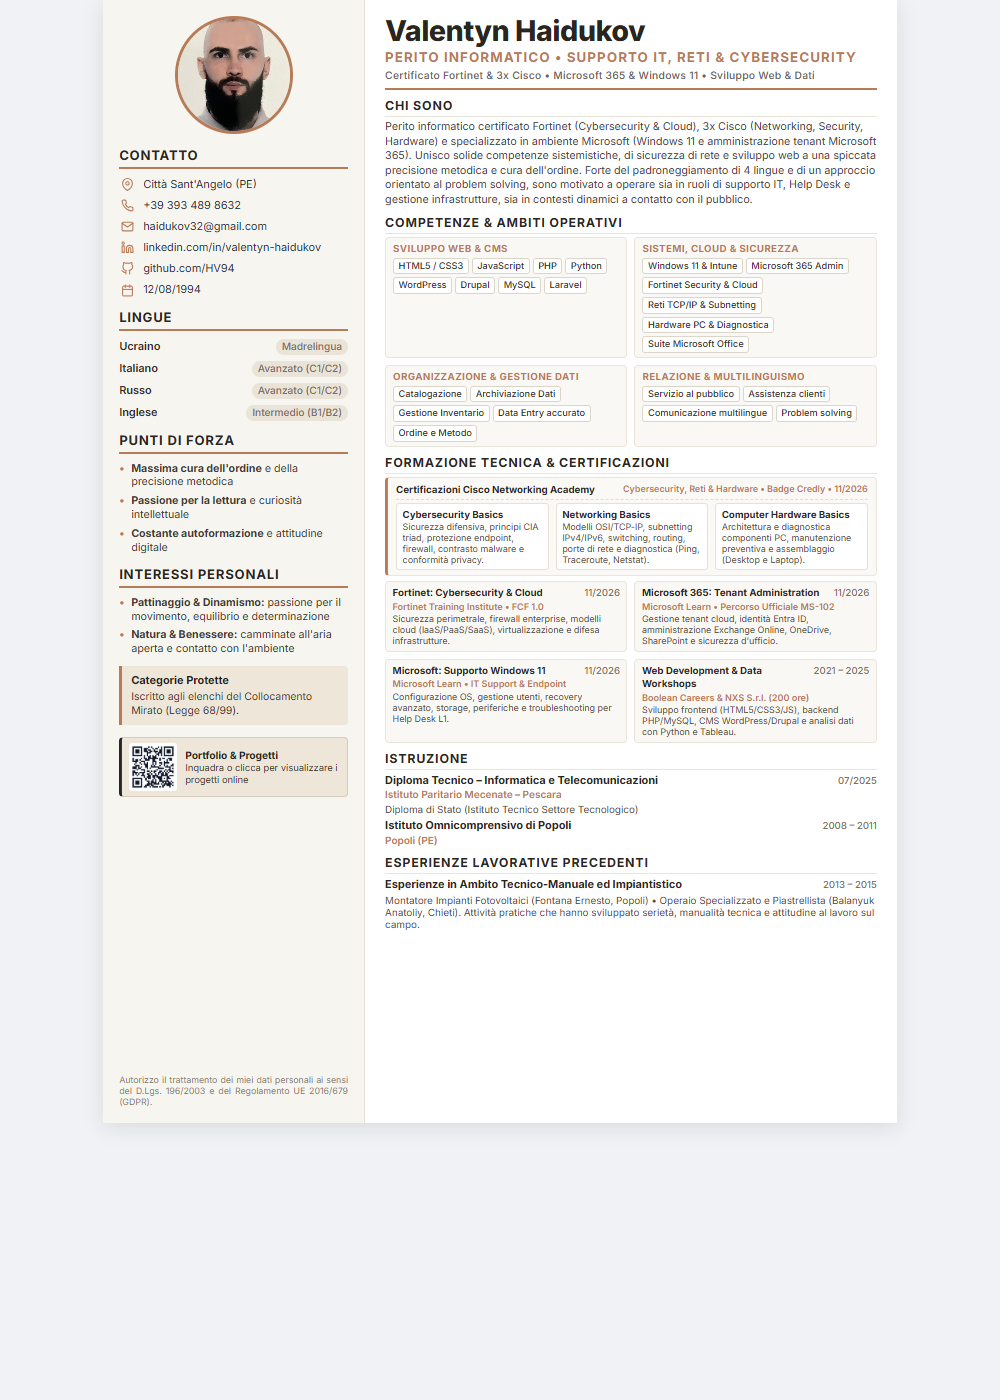 CONTATTO
Città Sant'Angelo (PE)
+39 393 489 8632
haidukov32@gmail.com
linkedin.com/in/valentyn-haidukov
github.com/HV94
12/08/1994
LINGUE
Ucraino Madrelingua
Italiano Avanzato (C1/C2)
Russo Avanzato (C1/C2)
Inglese Intermedio (B1/B2)
PUNTI DI FORZA
• Massima cura dell'ordine e della
precisione metodica
• Passione per la lettura e curiosità
intellettuale
• Costante autoformazione e attitudine
digitale
INTERESSI PERSONALI
• Pattinaggio & Dinamismo: passione per il
movimento, equilibrio e determinazione
• Natura & Benessere: camminate all'aria
aperta e contatto con l'ambiente
Categorie Protette
Iscritto agli elenchi del Collocamento
Mirato (Legge 68/99).
Portfolio & Progetti
Inquadra o clicca per visualizzare i
progetti online
Autorizzo il trattamento dei miei dati personali ai sensi
del D.Lgs. 196/2003 e del Regolamento UE 2016/679
(GDPR).
Valentyn Haidukov
PERITO INFORMATICO • SUPPORTO IT, RETI & CYBERSECURITY
Certificato Fortinet & 3x Cisco • Microsoft 365 & Windows 11 • Sviluppo Web & Dati
CHI SONO
Perito informatico certificato Fortinet (Cybersecurity & Cloud), 3x Cisco (Networking, Security,
Hardware) e specializzato in ambiente Microsoft (Windows 11 e amministrazione tenant Microsoft
365). Unisco solide competenze sistemistiche, di sicurezza di rete e sviluppo web a una spiccata
precisione metodica e cura dell'ordine. Forte del padroneggiamento di 4 lingue e di un approccio
orientato al problem solving, sono motivato a operare sia in ruoli di supporto IT, Help Desk e
gestione infrastrutture, sia in contesti dinamici a contatto con il pubblico.
COMPETENZE & AMBITI OPERATIVI
SVILUPPO WEB & CMS
HTML5 / CSS3 JavaScript PHP Python
WordPress Drupal MySQL Laravel
SISTEMI, CLOUD & SICUREZZA
Windows 11 & Intune Microsoft 365 Admin
Fortinet Security & Cloud
Reti TCP/IP & Subnetting
Hardware PC & Diagnostica
Suite Microsoft Office
ORGANIZZAZIONE & GESTIONE DATI
Catalogazione Archiviazione Dati
Gestione Inventario Data Entry accurato
Ordine e Metodo
RELAZIONE & MULTILINGUISMO
Servizio al pubblico Assistenza clienti
Comunicazione multilingue Problem solving
FORMAZIONE TECNICA & CERTIFICAZIONI
Certificazioni Cisco Networking Academy Cybersecurity, Reti & Hardware • Badge Credly • 11/2026
Cybersecurity Basics
Sicurezza difensiva, principi CIA
triad, protezione endpoint,
firewall, contrasto malware e
conformità privacy.
Networking Basics
Modelli OSI/TCP-IP, subnetting
IPv4/IPv6, switching, routing,
porte di rete e diagnostica (Ping,
Traceroute, Netstat).
Computer Hardware Basics
Architettura e diagnostica
componenti PC, manutenzione
preventiva e assemblaggio
(Desktop e Laptop).
Fortinet: Cybersecurity & Cloud 11/2026
Fortinet Training Institute • FCF 1.0
Sicurezza perimetrale, firewall enterprise, modelli
cloud (IaaS/PaaS/SaaS), virtualizzazione e difesa
infrastrutture.
Microsoft 365: Tenant Administration 11/2026
Microsoft Learn • Percorso Ufficiale MS-102
Gestione tenant cloud, identità Entra ID,
amministrazione Exchange Online, OneDrive,
SharePoint e sicurezza d'ufficio.
Microsoft: Supporto Windows 11 11/2026
Microsoft Learn • IT Support & Endpoint
Configurazione OS, gestione utenti, recovery
avanzato, storage, periferiche e troubleshooting per
Help Desk L1.
Web Development & Data 2021 – 2025
Workshops
Boolean Careers & NXS S.r.l. (200 ore)
Sviluppo frontend (HTML5/CSS3/JS), backend
PHP/MySQL, CMS WordPress/Drupal e analisi dati
con Python e Tableau.
ISTRUZIONE
Diploma Tecnico – Informatica e Telecomunicazioni 07/2025
Istituto Paritario Mecenate – Pescara
Diploma di Stato (Istituto Tecnico Settore Tecnologico)
Istituto Omnicomprensivo di Popoli 2008 – 2011
Popoli (PE)
ESPERIENZE LAVORATIVE PRECEDENTI
Esperienze in Ambito Tecnico-Manuale ed Impiantistico 2013 – 2015
Montatore Impianti Fotovoltaici (Fontana Ernesto, Popoli) • Operaio Specializzato e Piastrellista (Balanyuk
Anatoliy, Chieti). Attività pratiche che hanno sviluppato serietà, manualità tecnica e attitudine al lavoro sul
campo.